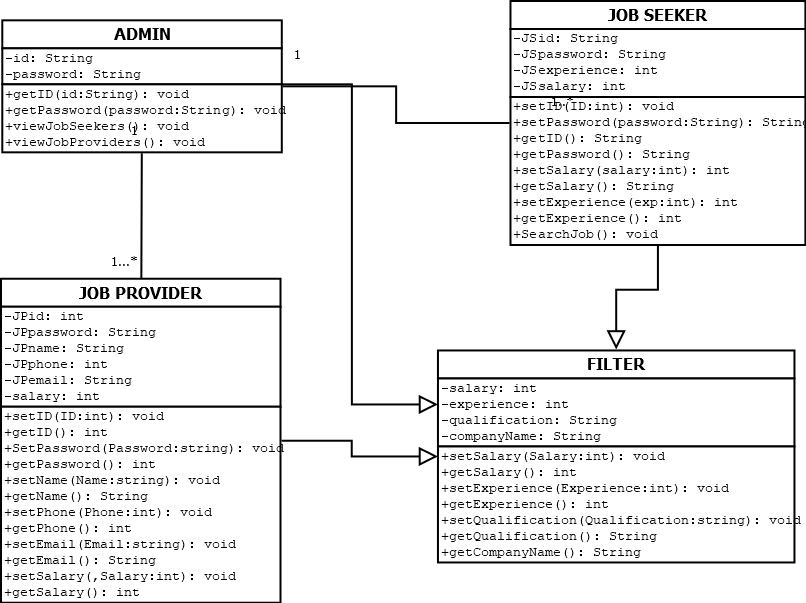 ADMIN
-id: String
-password: String
+getID(id:String): void
+getPassword(password:String): void
+viewJobSeekers(): void
+viewJobProviders(): void
1
1
1...*
JOB SEEKER
-JSid: String
-JSpassword: String
-JSexperience: int
-JSsalary: int
1..*
+setID(ID:int): void
+setPassword(password:String): Strin
+getID(): String
+getPassword(): String
+setSalary(salary:int): int
+getSalary(): String
+setExperience(exp:int): int
+getExperience(): int
+SearchJob(): void
JOB PROVIDER
-JPid: int
-JPpassword: String
-JPname: String
-JPphone: int
-JPemail: String
-salary: int
+setID(ID:int): void
+getID(): int
+SetPassword(Password:string): void
+getPassword(): int
+setName(Name:string): void
+getName(): String
+setPhone(Phone:int): void
+getPhone(): int
+setEmail(Email:string): void
+getEmail(): String
+setSalary(,Salary:int): void
+getSalary(): int
FILTER
-salary: int
-experience: int
-qualification: String
-companyName: String
+setSalary(Salary:int): void
+getSalary(): int
+setExperience(Experience:int): void
+getExperience(): int
+setQualification(Qualification:string): void
+getQualification(): String
+getCompanyName(): String